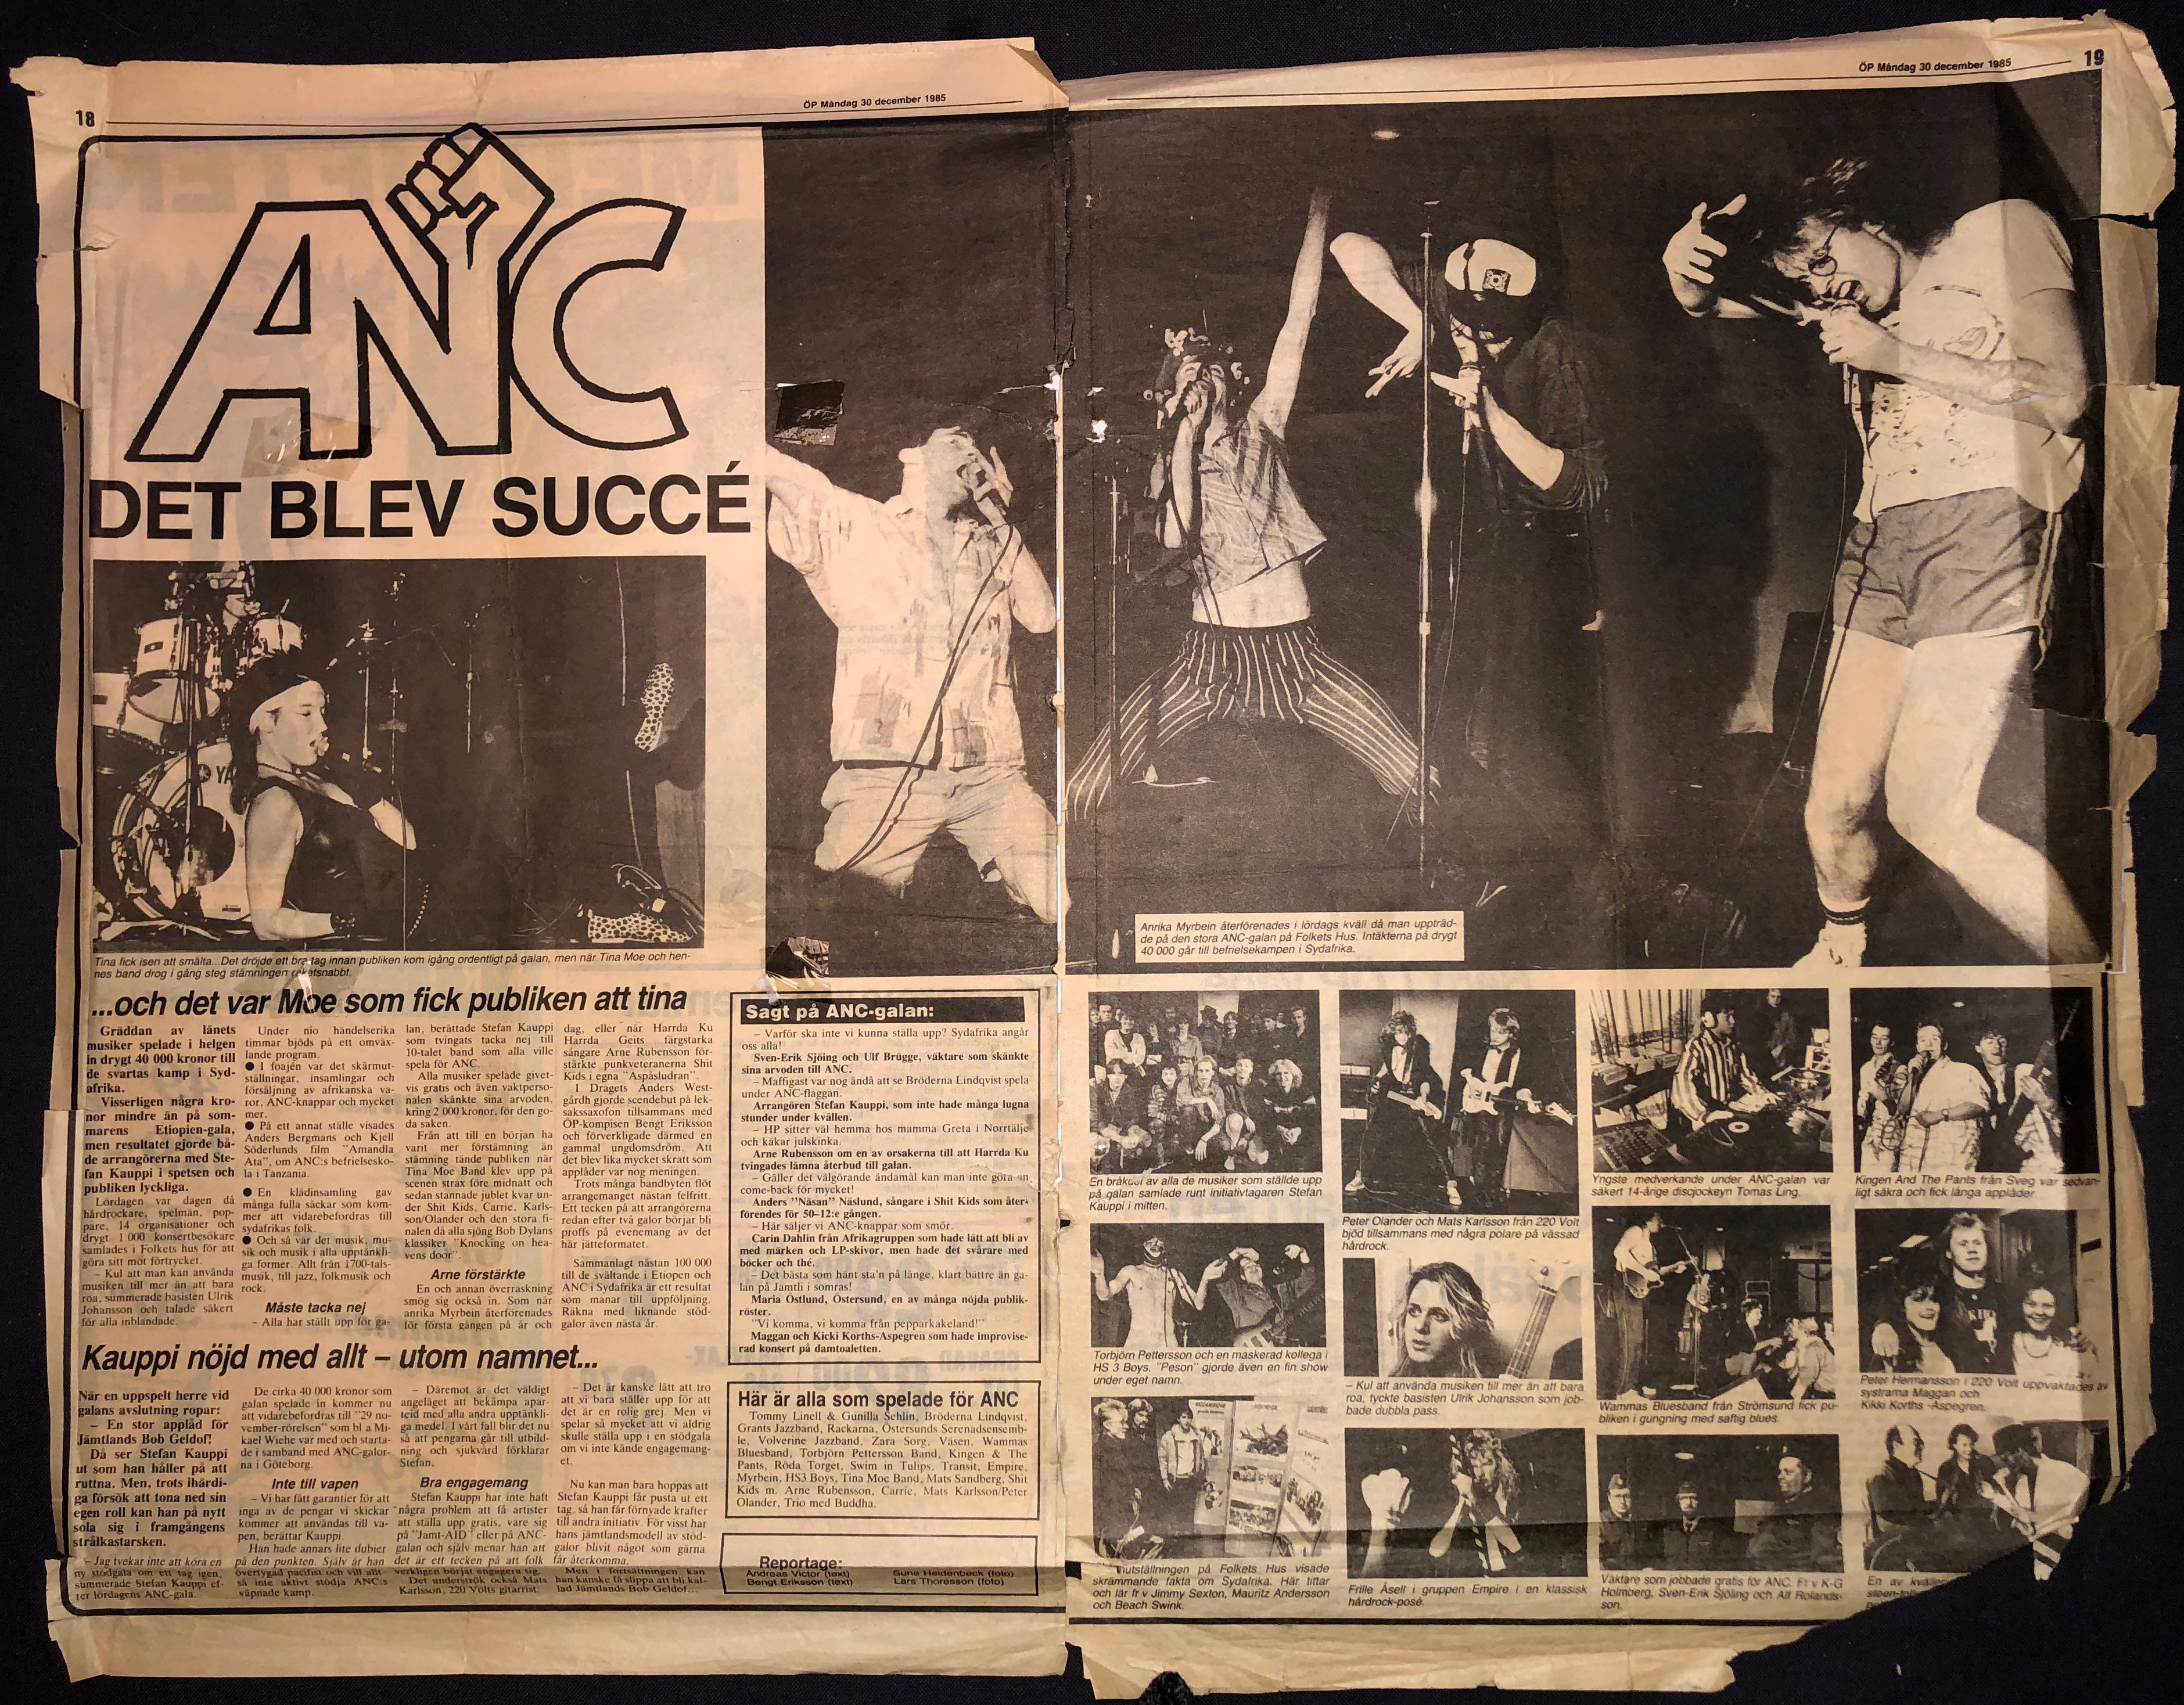 18
ÖP Måndag 30 december 1985
ANC
DET BLEV SUCCÉ
YA
Tina fick isen att smälta...Det dröjde ett bra tag innan publiken kom igång ordentligt på galan, men när Tina Moe och hen-
nes band drog i gång steg stämningen raketsnabbt.
...och det var Moe som fick publiken att tina
Gräddan av länets
musiker spelade i helgen
in drygt 40 000 kronor till
de svartas kamp i Syd-
afrika.
Visserligen några kro-
nor mindre än på som-
marens Etiopien-gala,
men resultatet gjorde bå-
de arrangörerna med Ste-
fan Kauppi i spetsen och
publiken lyckliga.
Lördagen var dagen då
hårdrockare, spelmän, pop-
pare, 14 organisationer och
drygt 1 000 konsertbesökare
samlades i Folkets hus för att
göra sitt mot förtrycket.
– Kul att man kan använda
musiken till mer än att bara
roa, summerade basisten Ulrik
Johansson och talade säkert
för alla inblandade.
Under nio händelserika
timmar bjöds på ett omväx-
lande program.
● I foajén var det skärmut-
ställningar, insamlingar och
försäljning av afrikanska va-
ror, ANC-knappar och mycket
mer.
● På ett annat ställe visades
Anders Bergmans och Kjell
Söderlunds film "Amandla
Ata", om ANC:s befrielsesko-
la i Tanzania.
● En klädinsamling gav
många fulla säckar som kom-
mer att vidarebefordras till
sydafrikas folk.
● Och så var det musik, mu-
sik och musik i alla upptänkli-
ga former. Allt från 1700-tals-
musik, till jazz, folkmusik och
rock.
Måste tacka nej
– Alla har ställt upp för ga-
lan, berättade Stefan Kauppi
som tvingats tacka nej till
10-talet band som alla ville
spela för ANC.
Alla musiker spelade givet-
vis gratis och även vaktperso-
nalen skänkte sina arvoden,
kring 2 000 kronor, för den go-
da saken.
Från att till en början ha
varit mer förstämning än
stämning tände publiken när
Tina Moe Band klev upp på
scenen strax före midnatt och
sedan stannade jublet kvar un-
der Shit Kids, Carrie, Karls-
son/Olander och den stora fi-
nalen då alla sjöng Bob Dylans
klassiker "Knocking on hea-
vens door".
Arne förstärkte
En och annan överraskning
smög sig också in. Som när
anrika Myrbein återförenades
för första gången på år och
dag, eller när Harrda Ku
Harrda Geits färgstarka
sångare Arne Rubensson för-
stärkte punkveteranerna Shit
Kids i egna "Aspåsludran".
I Dragets Anders West-
gårdh gjorde scendebut på lek-
sakssaxofon tillsammans med
ÖP-kompisen Bengt Eriksson
och förverkligade därmed en
gammal ungdomsdröm. Att
det blev lika mycket skratt som
applåder var nog meningen.
Trots många bandbyten flöt
arrangemanget nästan felfritt.
Ett tecken på att arrangörerna
redan efter två galor börjar bli
proffs på evenemang av det
här jätteformatet.
Sammanlagt nästan 100 000
till de svältande i Etiopen och
ANC i Sydafrika är ett resultat
som manar till uppföljning.
Räkna med liknande stöd-
galor även nästa år.
Kauppi nöjd med allt – utom namnet...
När en uppspelt herre vid
galans avslutning ropar:
– En stor applåd för
Jämtlands Bob Geldof!
Då ser Stefan Kauppi
ut som han håller på att
ruttna. Men, trots ihärdi-
ga försök att tona ned sin
egen roll kan han på nytt
sola sig i framgångens
strålkastarsken.
– Jag tvekar inte att köra en
ny stödgala om ett tag igen,
summerade Stefan Kauppi ef-
ter lördagens ANC-gala.
De cirka 40 000 kronor som
galan spelade in kommer nu
att vidarebefordras till "29 no-
vember-rörelsen" som bl a Mi-
kael Wiehe var med och starta-
de i samband med ANC-galor-
na i Göteborg.
Inte till vapen
– Vi har fått garantier för att
inga av de pengar vi skickar
kommer att användas till va-
pen, berättar Kauppi.
Han hade annars lite dubier
på den punkten. Själv är han
övertygad pacifist och vill allt-
så inte aktivt stödja ANC:s
väpnade kamp.
– Däremot är det väldigt
angeläget att bekämpa apar-
teid med alla andra upptänkli-
ga medel. I vårt fall blir det nu
så att pengarna går till utbild-
ning och sjukvård förklarar
Stefan.
Bra engagemang
Stefan Kauppi har inte haft
några problem att få artister
att ställa upp gratis, vare sig
på "Jamt-AID" eller på ANC-
galan och själv menar han att
det är ett tecken på att folk
verkligen börjat engagera sig.
Det underströk också Mats
Karlsson, 220 Volts gitarrist:
– Det är kanske lätt att tro
att vi bara ställer upp för att
det är en rolig grej. Men vi
spelar så mycket att vi aldrig
skulle ställa upp i en stödgala
om vi inte kände engagemang-
et.
Nu kan man bara hoppas att
Stefan Kauppi får pusta ut ett
tag, så han får förnyade krafter
till andra initiativ. För visst har
hans jämtlandsmodell av stöd-
galor blivit något som gärna
får återkomma.
Men i fortsättningen kan
han kanske få slippa att bli kal-
lad Jämtlands Bob Geldof...
Sagt på ANC-galan:
– Varför ska inte vi kunna ställa upp? Sydafrika angår
oss alla!
Sven-Erik Sjöing och Ulf Brügge, väktare som skänkte
sina arvoden till ANC.
– Maffigast var nog ändå att se Bröderna Lindqvist spela
under ANC-flaggan.
Arrangören Stefan Kauppi, som inte hade många lugna
stunder under kvällen.
– HP sitter väl hemma hos mamma Greta i Norrtälje
och käkar julskinka.
Arne Rubensson om en av orsakerna till att Harrda Ku
tvingades lämna återbud till galan.
– Gäller det välgörande ändamål kan man inte göra en
come-back för mycket!
Anders "Näsan" Näslund, sångare i Shit Kids som åter-
förendes för 50–12:e gången.
– Här säljer vi ANC-knappar som smör.
Carin Dahlin från Afrikagruppen som hade lätt att bli av
med märken och LP-skivor, men hade det svårare med
böcker och thé.
– Det bästa som hänt sta'n på länge, klart bättre än ga-
lan på Jamtli i somras!
Maria Östlund, Östersund, en av många nöjda publik-
röster.
"Vi komma, vi komma från pepparkakeland!"
Maggan och Kicki Korths-Aspegren som hade improvise-
rad konsert på damtoaletten.
Här är alla som spelade för ANC
Tommy Linell & Gunilla Sehlin, Bröderna Lindqvist,
Grants Jazzband, Rackarna, Östersunds Serenadsensemb-
le, Volverine Jazzband, Zara Sorg, Väsen, Wammas
Bluesband, Torbjörn Pettersson Band, Kingen & The
Pants, Röda Torget, Swim in Tulips, Transit, Empire,
Myrbein, HS3 Boys, Tina Moe Band, Mats Sandberg, Shit
Kids m. Arne Rubensson, Carrie, Mats Karlsson/Peter
Olander, Trio med Buddha.
Reportage:
Andreas Victor (text)
Bengt Eriksson (text)
Sune Heidenbeck (foto)
Lars Thoresson (foto)
ÖP Måndag 30 december 1985
19
Anrika Myrbein återförenades i lördags kväll då man uppträd-
de på den stora ANC-galan på Folkets Hus. Intäkterna på drygt
40 000 går till befrielsekampen i Sydafrika.
En bråkdel av alla de musiker som ställde upp
på galan samlade runt initiativtagaren Stefan
Kauppi i mitten.
Peter Olander och Mats Karlsson från 220 Volt
bjöd tillsammans med några polare på vässad
hårdrock.
Yngste medverkande under ANC-galan var
säkert 14-årige discjockeyn Tomas Ling.
Kingen And The Pants från Sveg var sedvan-
ligt säkra och fick långa applåder
Torbjörn Pettersson och en maskerad kollega i
HS 3 Boys. "Peson" gjorde även en fin show
under eget namn.
– Kul att använda musiken till mer än att bara
roa, tyckte basisten Ulrik Johansson som job-
bade dubbla pass.
Wammas Bluesband från Strömsund fick pu-
bliken i gungning med saftig blues.
Peter Hermansson i 220 Volt uppvaktades av
systrarna Maggan och
Kikki Korths -Aspegren.
utställningen på Folkets Hus visade
skrämmande fakta om Sydafrika. Här tittar
och lär fr v Jimmy Sexton, Mauritz Andersson
och Beach Swink.
Frille Åsell i gruppen Empire i en klassisk
hårdrock-posé.
Väktare som jobbade gratis för ANC. Fr v K-G
Holmberg, Sven-Erik Sjöling och Alf Rolands-
son.
En av